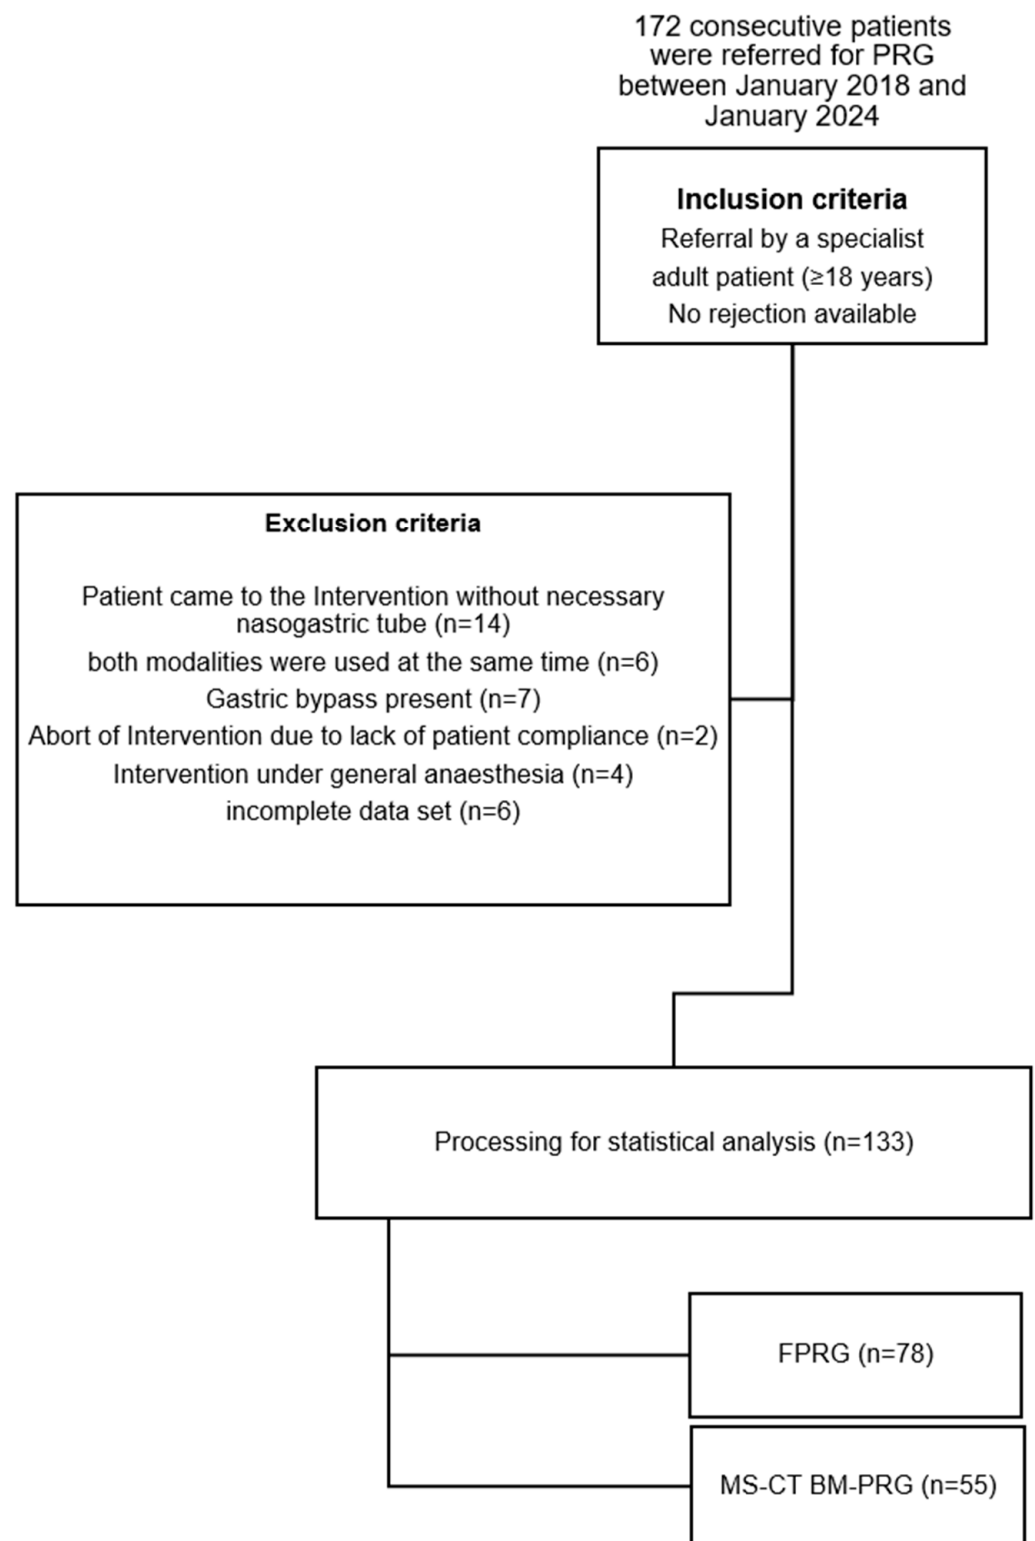 172 consecutive patients
were referred for PRG
between January 2018 and
January 2024
Inclusion criteria
Referral by a specialist
adult patient (≥18 years)
No rejection available
Exclusion criteria
Patient came to the Intervention without necessary
nasogastric tube (n=14)
both modalities were used at the same time (n=6)
Gastric bypass present (n=7)
Abort of Intervention due to lack of patient compliance (n=2)
Intervention under general anaesthesia (n=4)
incomplete data set (n=6)
Processing for statistical analysis (n=133)
FPRG (n=78)
MS-CT BM-PRG (n=55)